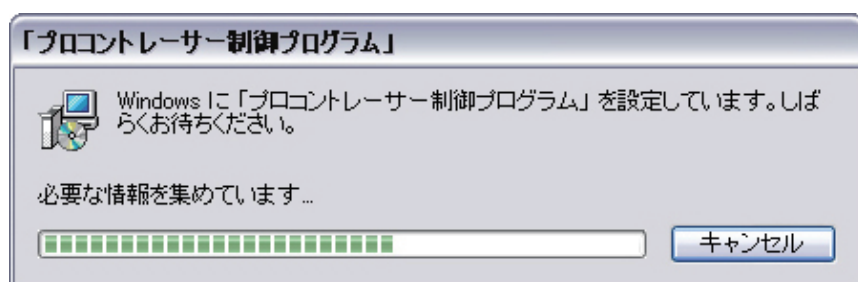 「プロコントレーサー制御プログラム」
Windows に「プロコントレーサー制御プログラム」を設定しています。しば
らくお待ちください。
必要な情報を集めています...
キャンセル